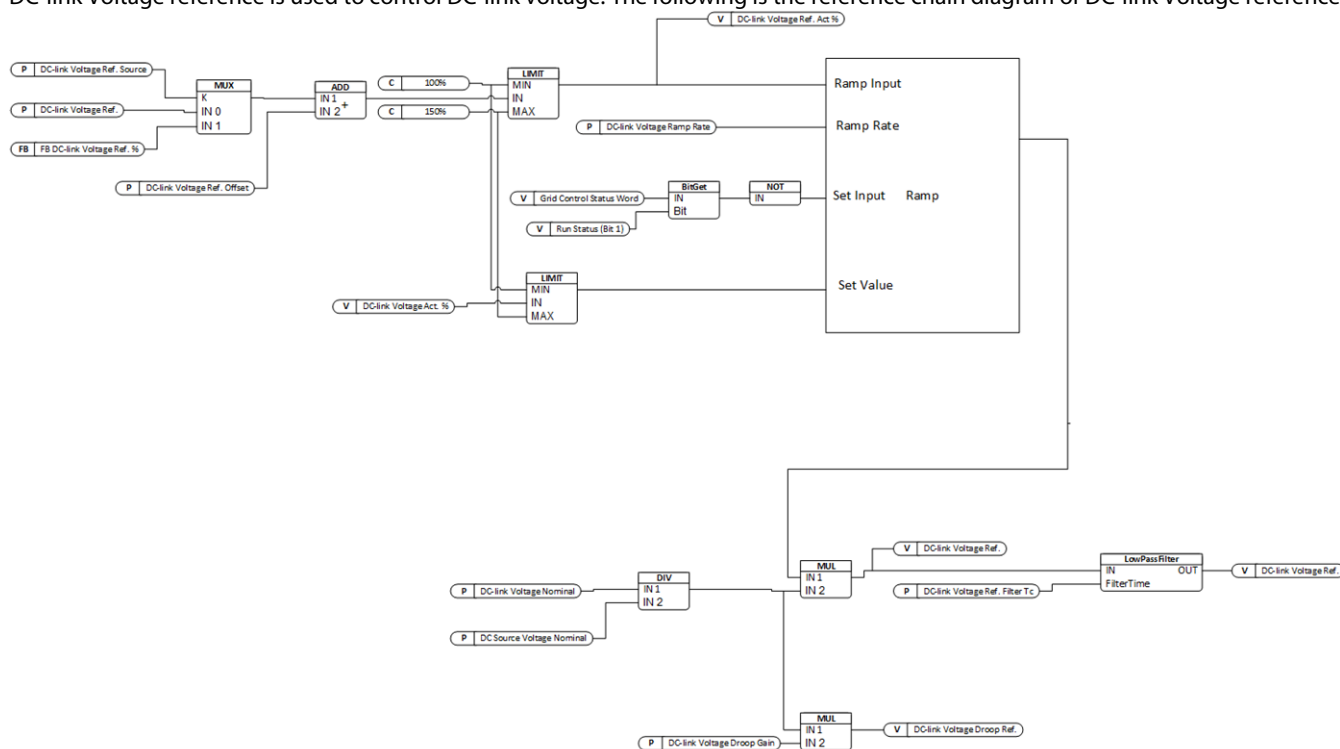 DC-link Voltage reference is used to control DC-link voltage. The following is the reference chain diagram of DC-link Voltage reference
V DC-link Voltage Ref. Act %
P DC-link Voltage Ref. Source
MUX
K
IN 0
IN 1
P DC-link Voltage Ref.
FB FB DC-link Voltage Ref. %
ADD
IN 1
+
IN 2
P DC-link Voltage Ref. Offset
C 100%
C 150%
LIMIT
MIN
IN
MAX
Ramp Input
P DC-link Voltage Ramp Rate
Ramp Rate
V Grid Control Status Word
V Run Status (Bit 1)
BitGet
IN
Bit
NOT
IN
Set Input Ramp
V DC-link Voltage Act. %
LIMIT
MIN
IN
MAX
Set Value
P DC-link Voltage Nominal
P DC Source Voltage Nominal
DIV
IN 1
IN 2
MUL
IN 1
IN 2
V DC-link Voltage Ref.
P DC-link Voltage Ref. Filter Tc
LowPassFilter
IN OUT
FilterTime
V DC-link Voltage Ref.
P DC-link Voltage Droop Gain
MUL
IN 1
IN 2
V DC-link Voltage Droop Ref.